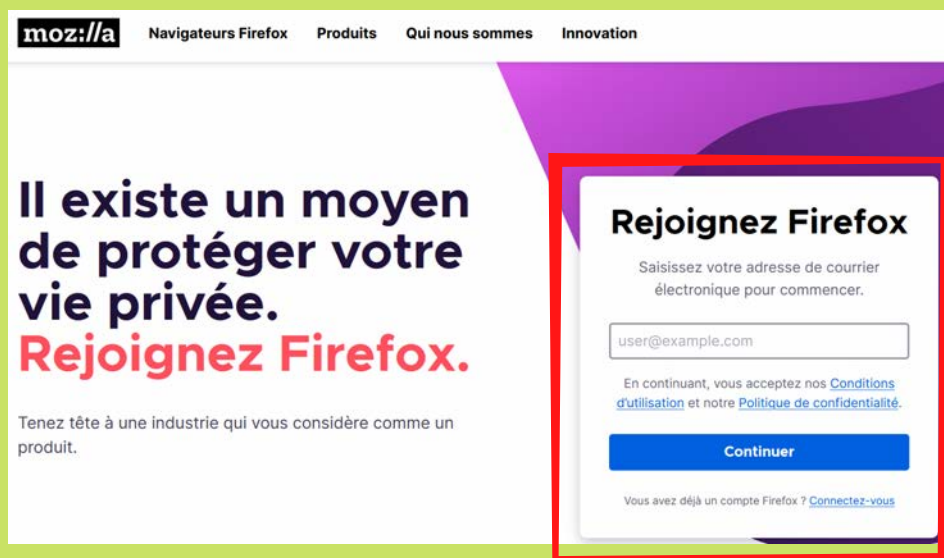 moz://a Navigateurs Firefox Produits Qui nous sommes Innovation
Il existe un moyen
de protéger votre
vie privée.
Rejoignez Firefox.
Tenez tête à une industrie qui vous considère comme un
produit.
Rejoignez Firefox
Saisissez votre adresse de courrier
électronique pour commencer.
user@example.com
En continuant, vous acceptez nos Conditions
d'utilisation et notre Politique de confidentialité.
Continuer
Vous avez déjà un compte Firefox ? Connectez-vous